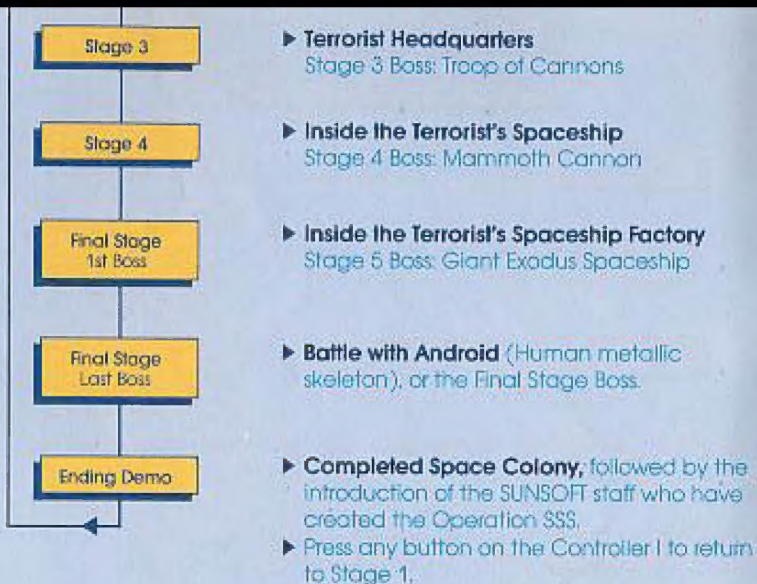 Stage 3
▶ Terrorist Headquarters
Stage 3 Boss: Troop of Cannons
Stage 4
▶ Inside the Terrorist's Spaceship
Stage 4 Boss: Mammoth Cannon
Final Stage
1st Boss
▶ Inside the Terrorist's Spaceship Factory
Stage 5 Boss: Giant Exodus Spaceship
Final Stage
Last Boss
▶ Battle with Android (Human metallic
skeleton), or the Final Stage Boss.
Ending Demo
▶ Completed Space Colony, followed by the
introduction of the SUNSOFT staff who have
created the Operation SSS.
▶ Press any button on the Controller I to return
to Stage 1.